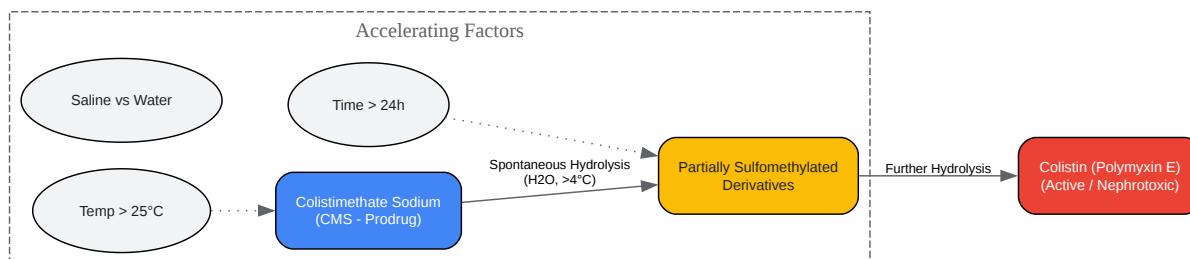 Accelerating Factors
Saline vs Water
Time > 24h
Temp > 25°C
Colistimethate Sodium
(CMS - Prodrug)
Spontaneous Hydrolysis
(H2O, >4°C)
Partially Sulfomethylated
Derivatives
Further Hydrolysis
Colistin (Polymyxin E)
(Active / Nephrotoxic)